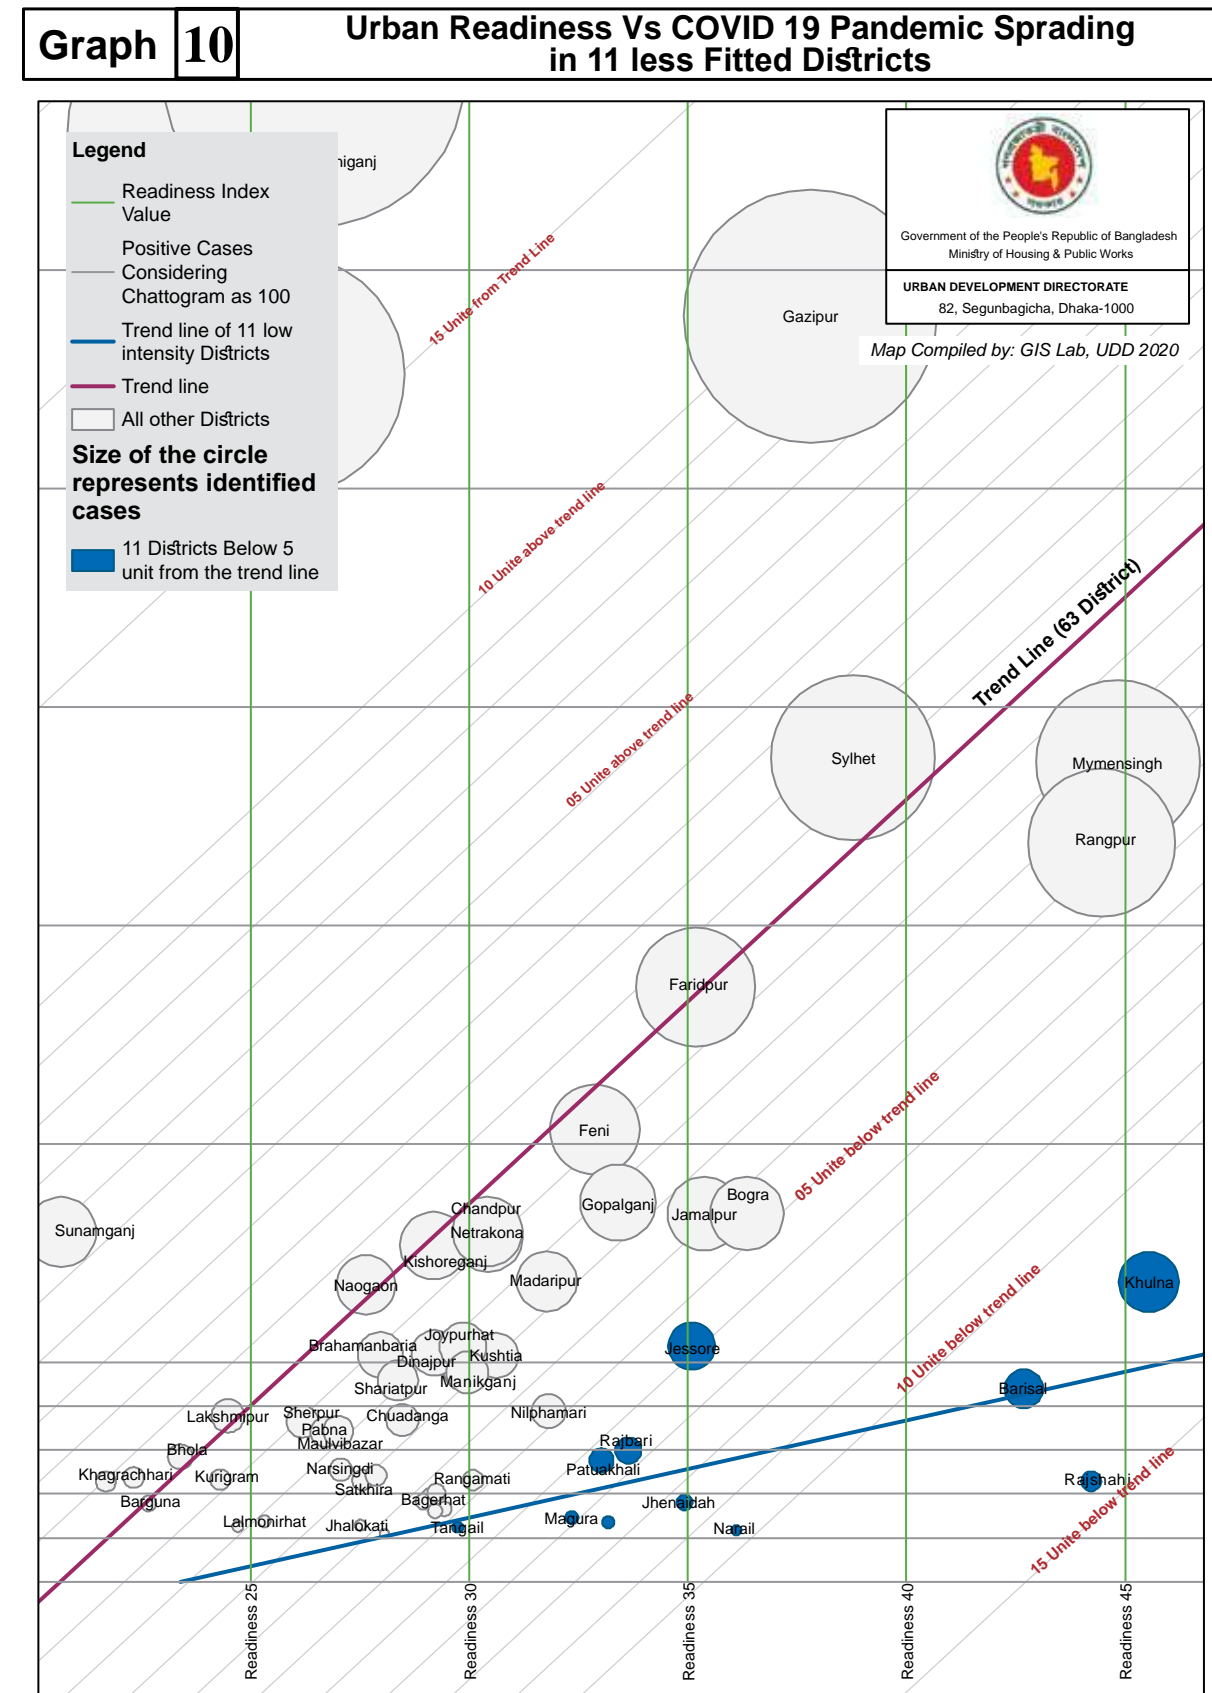 Graph 10
Urban Readiness Vs COVID 19 Pandemic Sprading
in 11 less Fitted Districts
Legend
Readiness Index
Value
Positive Cases
Considering
Chattogram as 100
Trend line of 11 low
intensity Districts
Trend line
All other Districts
Size of the circle
represents identified
cases
11 Districts Below 5
unit from the trend line
niganj
Government of the People's Republic of Bangladesh
Ministry of Housing & Public Works
URBAN DEVELOPMENT DIRECTORATE
82, Segunbagicha, Dhaka-1000
Map Compiled by: GIS Lab, UDD 2020
15 Unite from Trend Line
Gazipur
10 Unite above trend line
Trend Line (63 District)
05 Unite above trend line
Sylhet
Mymensingh
Rangpur
Faridpur
05 Unite below trend line
Feni
Gopalganj
Bogra
Jamalpur
Chandpur
Netrakona
Sunamganj
Kishoreganj
Madaripur
Naogaon
Khulna
10 Unite below trend line
Joypurhat
Brahamanbaria
Jessore
Kushtia
Dinajpur
Manikganj
Shariatpur
Barisal
Lakshmipur
Sherpur
Chuadanga
Nilphamari
Pabna
Maulvibazar
Rajbari
Bhola
Patuakhali
Khagrachhari
Kurigram
Narsingdi
Rangamati
Rajshahi
Satkhira
Barguna
Bagerhat
Jhenaidah
15 Unite below trend line
Lalmonirhat
Jhalokati
Tangail
Magura
Narail
Readiness 25
Readiness 30
Readiness 35
Readiness 40
Readiness 45